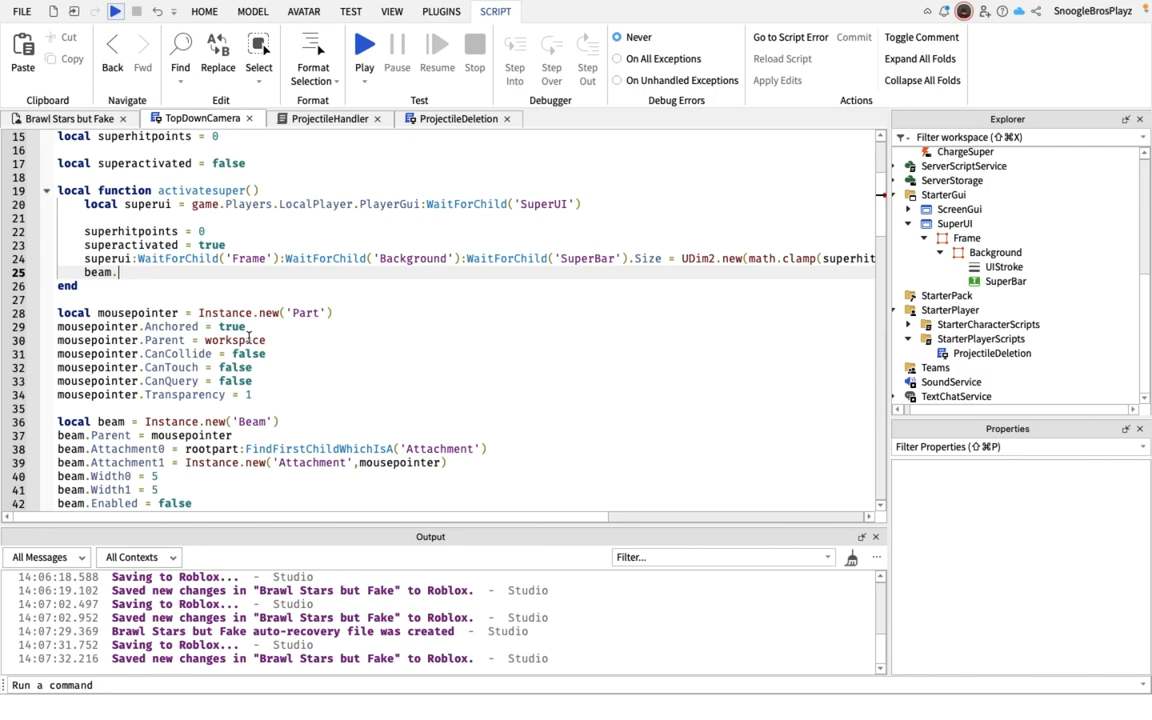 FILE HOME MODEL AVATAR TEST VIEW PLUGINS SCRIPT SnoogleBrosPlayz
Paste Cut Copy Back Fwd Find Replace Select Format Selection Play Pause Resume Stop Step Into Step Over Step Out
Never Go to Script Error Commit Toggle Comment
On All Exceptions Reload Script Expand All Folds
On Unhandled Exceptions Apply Edits Collapse All Folds
Clipboard Navigate Edit Format Test Debugger Debug Errors Actions
Brawl Stars but Fake × TopDownCamera × ProjectileHandler × ProjectileDeletion ×
15 local superhitpoints = 0
16
17 local superactivated = false
18
19 local function activatesuper()
20 local superui = game.Players.LocalPlayer.PlayerGui:WaitForChild('SuperUI')
21
22 superhitpoints = 0
23 superactivated = true
24 superui:WaitForChild('Frame'):WaitForChild('Background'):WaitForChild('SuperBar').Size = UDim2.new(math.clamp(superhit
25 beam.
26 end
27
28 local mousepointer = Instance.new('Part')
29 mousepointer.Anchored = true
30 mousepointer.Parent = workspace
31 mousepointer.CanCollide = false
32 mousepointer.CanTouch = false
33 mousepointer.CanQuery = false
34 mousepointer.Transparency = 1
35
36 local beam = Instance.new('Beam')
37 beam.Parent = mousepointer
38 beam.Attachment0 = rootpart:FindFirstChildWhichIsA('Attachment')
39 beam.Attachment1 = Instance.new('Attachment',mousepointer)
40 beam.Width0 = 5
41 beam.Width1 = 5
42 beam.Enabled = false
Explorer
Filter workspace (⇧⌘X)
ChargeSuper
ServerScriptService
ServerStorage
StarterGui
ScreenGui
SuperUI
Frame
Background
UIStroke
SuperBar
StarterPack
StarterPlayer
StarterCharacterScripts
StarterPlayerScripts
ProjectileDeletion
Teams
SoundService
TextChatService
Properties
Filter Properties (⇧⌘P)
Output
All Messages All Contexts Filter...
14:06:18.588 Saving to Roblox... - Studio
14:06:19.102 Saved new changes in "Brawl Stars but Fake" to Roblox. - Studio
14:07:02.497 Saving to Roblox... - Studio
14:07:02.952 Saved new changes in "Brawl Stars but Fake" to Roblox. - Studio
14:07:29.369 Brawl Stars but Fake auto-recovery file was created - Studio
14:07:31.752 Saving to Roblox... - Studio
14:07:32.216 Saved new changes in "Brawl Stars but Fake" to Roblox. - Studio
Run a command